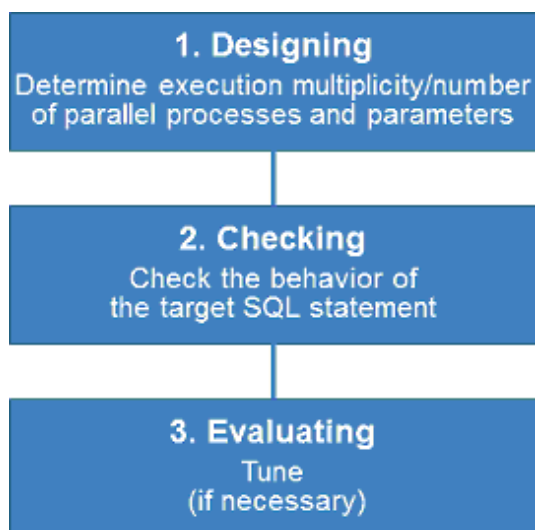 1. Designing
Determine execution multiplicity/number
of parallel processes and parameters
2. Checking
Check the behavior of
the target SQL statement
3. Evaluating
Tune
(if necessary)